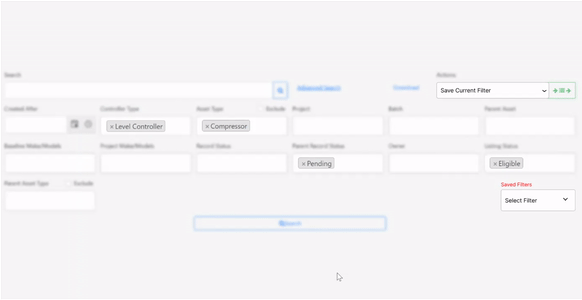 Search
Advanced Search
Download
Actions
Save Current Filter
Created After
Controller Type
Asset Type
Exclude
Project
Batch
Parent Asset
× Level Controller
× Compressor
Baseline Make/Models
Project Make/Models
Record Status
Parent Record Status
Owner
Listing Status
× Pending
× Eligible
Parent Asset Type
Exclude
Saved Filters
Select Filter
Search